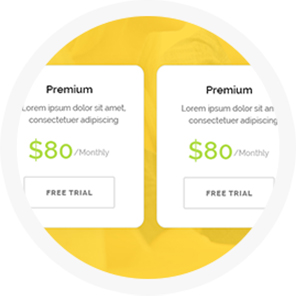 Premium
Lorem ipsum dolor sit amet,
consectetuer adipiscing
$80/Monthly
FREE TRIAL
Premium
Lorem ipsum dolor sit an
consectetuer adipiscing
$80/Monthly
FREE TRIAL